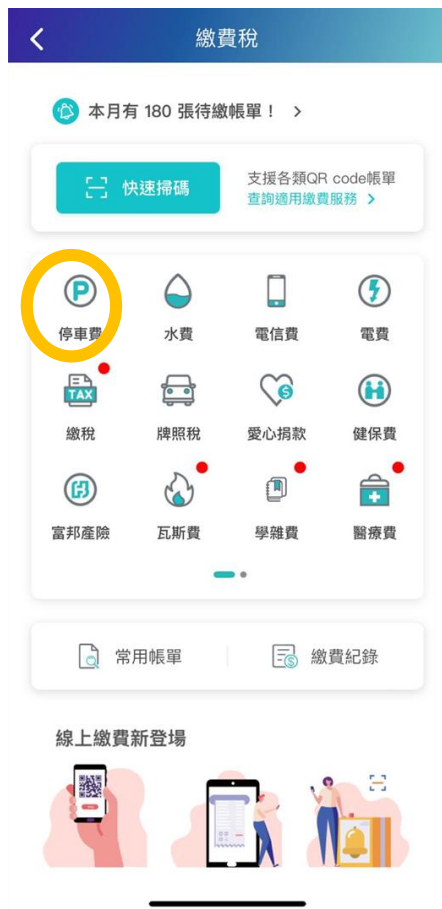 繳費稅
本月有 180 張待繳帳單！ >
快速掃碼
支援各類QR code帳單
查詢適用繳費服務 >
P
停車費 水費 電信費 電費
TAX
繳稅 牌照稅 愛心捐款 健保費
富邦產險 瓦斯費 學雜費 醫療費
常用帳單 繳費紀錄
線上繳費新登場